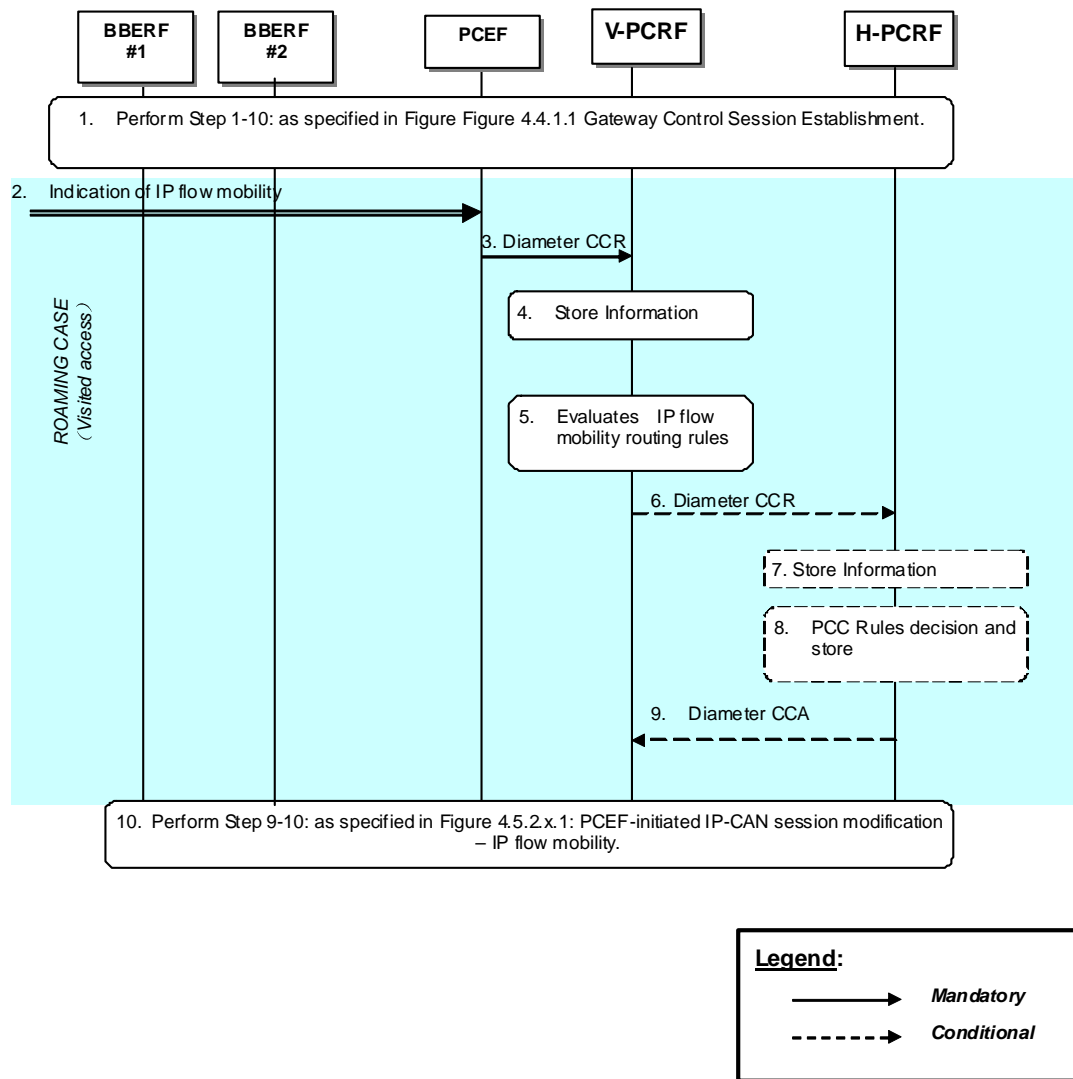 BBERF
#1
BBERF
#2
PCEF
V-PCRF
H-PCRF
1. Perform Step 1-10: as specified in Figure Figure 4.4.1.1 Gateway Control Session Establishment.
2. Indication of IP flow mobility
3. Diameter CCR
ROAMING CASE
(Visited access)
4. Store Information
5. Evaluates IP flow
mobility routing rules
6. Diameter CCR
7. Store Information
8. PCC Rules decision and
store
9. Diameter CCA
10. Perform Step 9-10: as specified in Figure 4.5.2.x.1: PCEF-initiated IP-CAN session modification
– IP flow mobility.
Legend:
Mandatory
Conditional